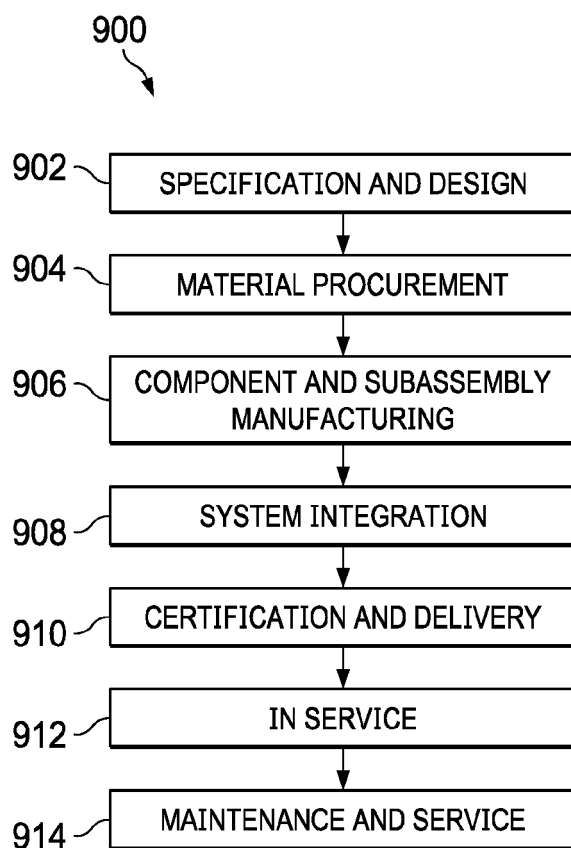 900
902
SPECIFICATION AND DESIGN
904
MATERIAL PROCUREMENT
906
COMPONENT AND SUBASSEMBLY
MANUFACTURING
908
SYSTEM INTEGRATION
910
CERTIFICATION AND DELIVERY
912
IN SERVICE
914
MAINTENANCE AND SERVICE